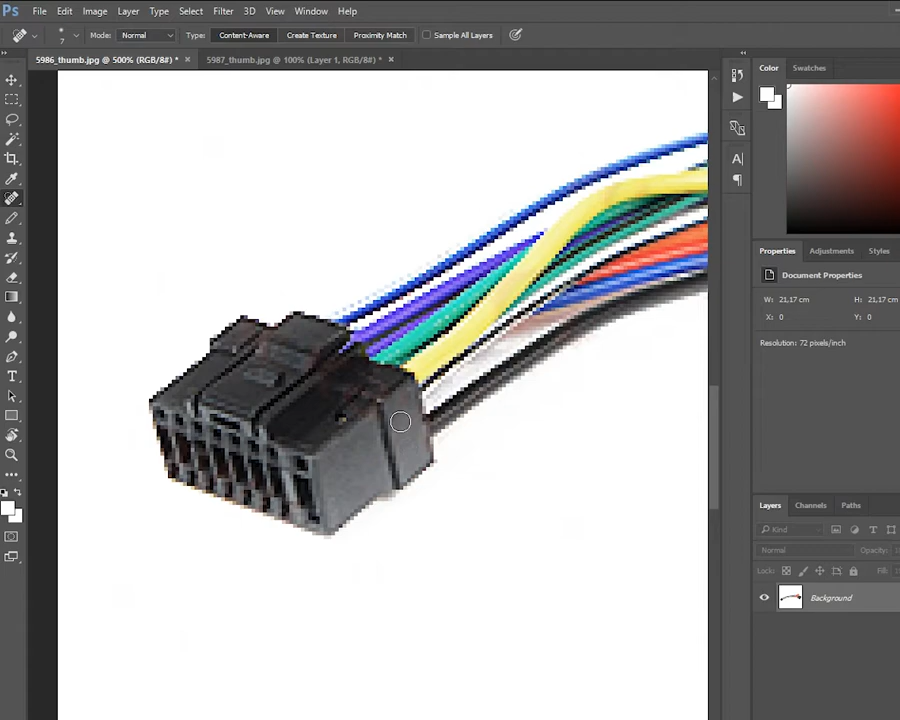 Ps File Edit Image Layer Type Select Filter 3D View Window Help
7 Mode: Normal Type: Content-Aware Create Texture Proximity Match Sample All Layers
5986_thumb.jpg @ 500% (RGB/8#) * × 5987_thumb.jpg @ 100% (Layer 1, RGB/8#) * ×
Color Swatches
Properties Adjustments Styles
Document Properties
W: 21,17 cm H: 21,17 cm
X: 0 Y: 0
Resolution: 72 pixels/inch
Layers Channels Paths
Kind
Normal Opacity:
Lock: Fill:
Background